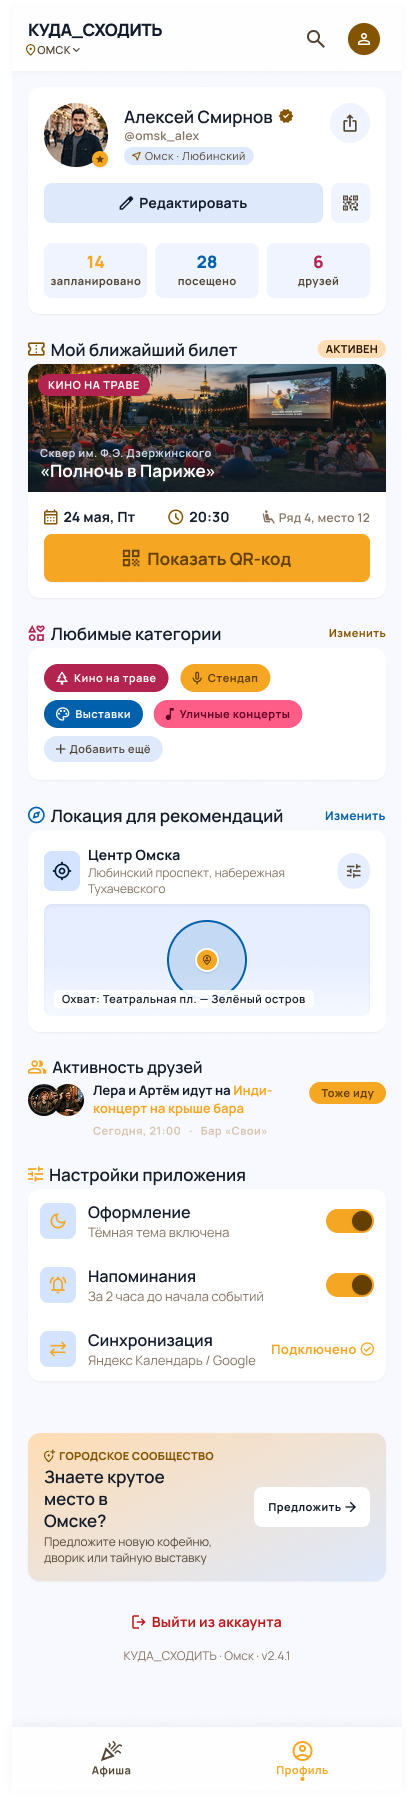 КУДА_СХОДИТЬ
ОМСК
Алексей Смирнов
@omsk_alex
Омск · Любинский
Редактировать
14
запланировано
28
посещено
6
друзей
Мой ближайший билет
АКТИВЕН
КИНО НА ТРАВЕ
Сквер им. Ф.Э. Дзержинского
«Полночь в Париже»
24 мая, Пт
20:30
Ряд 4, место 12
Показать QR-код
Любимые категории
Изменить
Кино на траве
Стендап
Выставки
Уличные концерты
Добавить ещё
Локация для рекомендаций
Изменить
Центр Омска
Любинский проспект, набережная
Тухачевского
Охват: Театральная пл. — Зелёный остров
Активность друзей
Лера и Артём идут на Инди-
концерт на крыше бара
Тоже иду
Сегодня, 21:00 · Бар «Свои»
Настройки приложения
Оформление
Тёмная тема включена
Напоминания
За 2 часа до начала событий
Синхронизация
Яндекс Календарь / Google
Подключено
ГОРОДСКОЕ СООБЩЕСТВО
Знаете крутое
место в
Омске?
Предложите новую кофейню,
дворик или тайную выставку
Предложить
Выйти из аккаунта
КУДА_СХОДИТЬ · Омск · v2.4.1
Афиша
Профиль